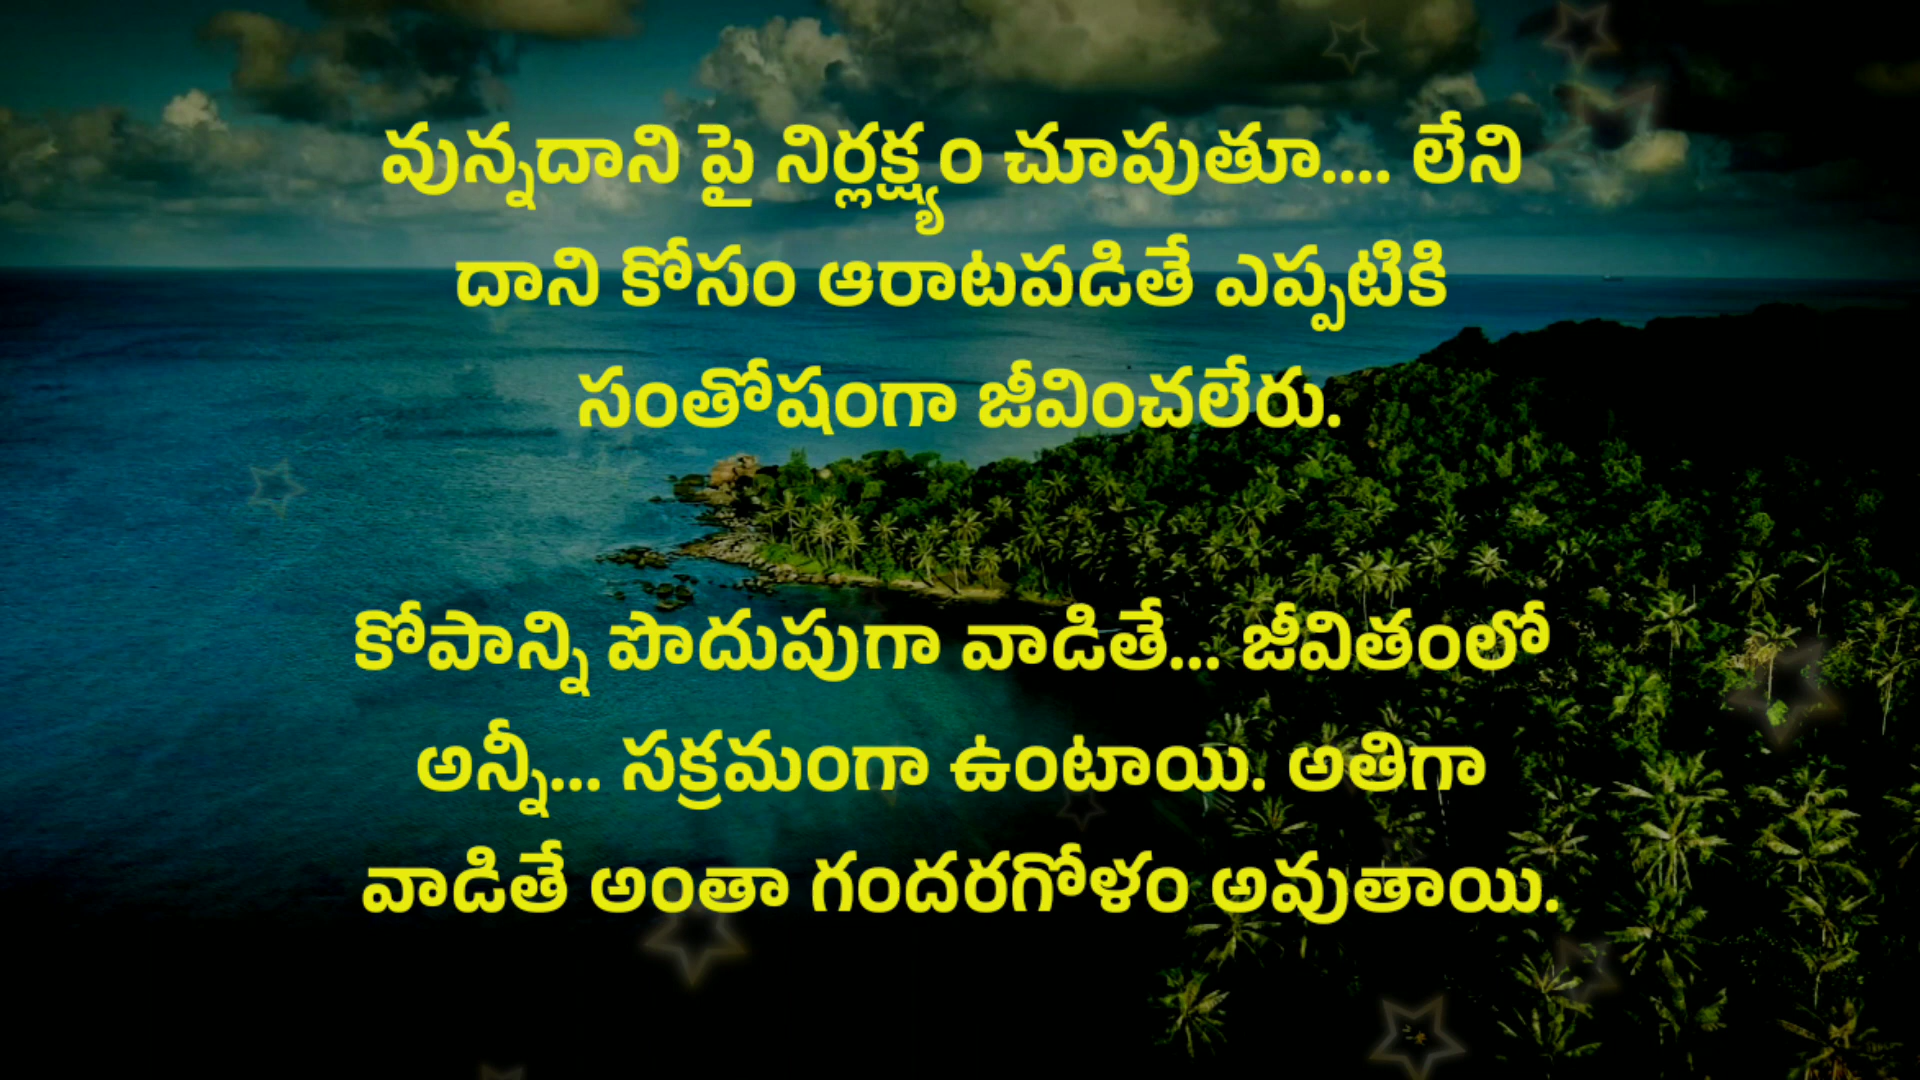 వున్నదాని పై నిర్లక్ష్యం చూపుతూ.... లేని
దాని కోసం ఆరాటపడితే ఎప్పటికి
సంతోషంగా జీవించలేరు.
కోపాన్ని పొదుపుగా వాడితే... జీవితంలో
అన్నీ... సక్రమంగా ఉంటాయి. అతిగా
వాడితే అంతా గందరగోళం అవుతాయి.